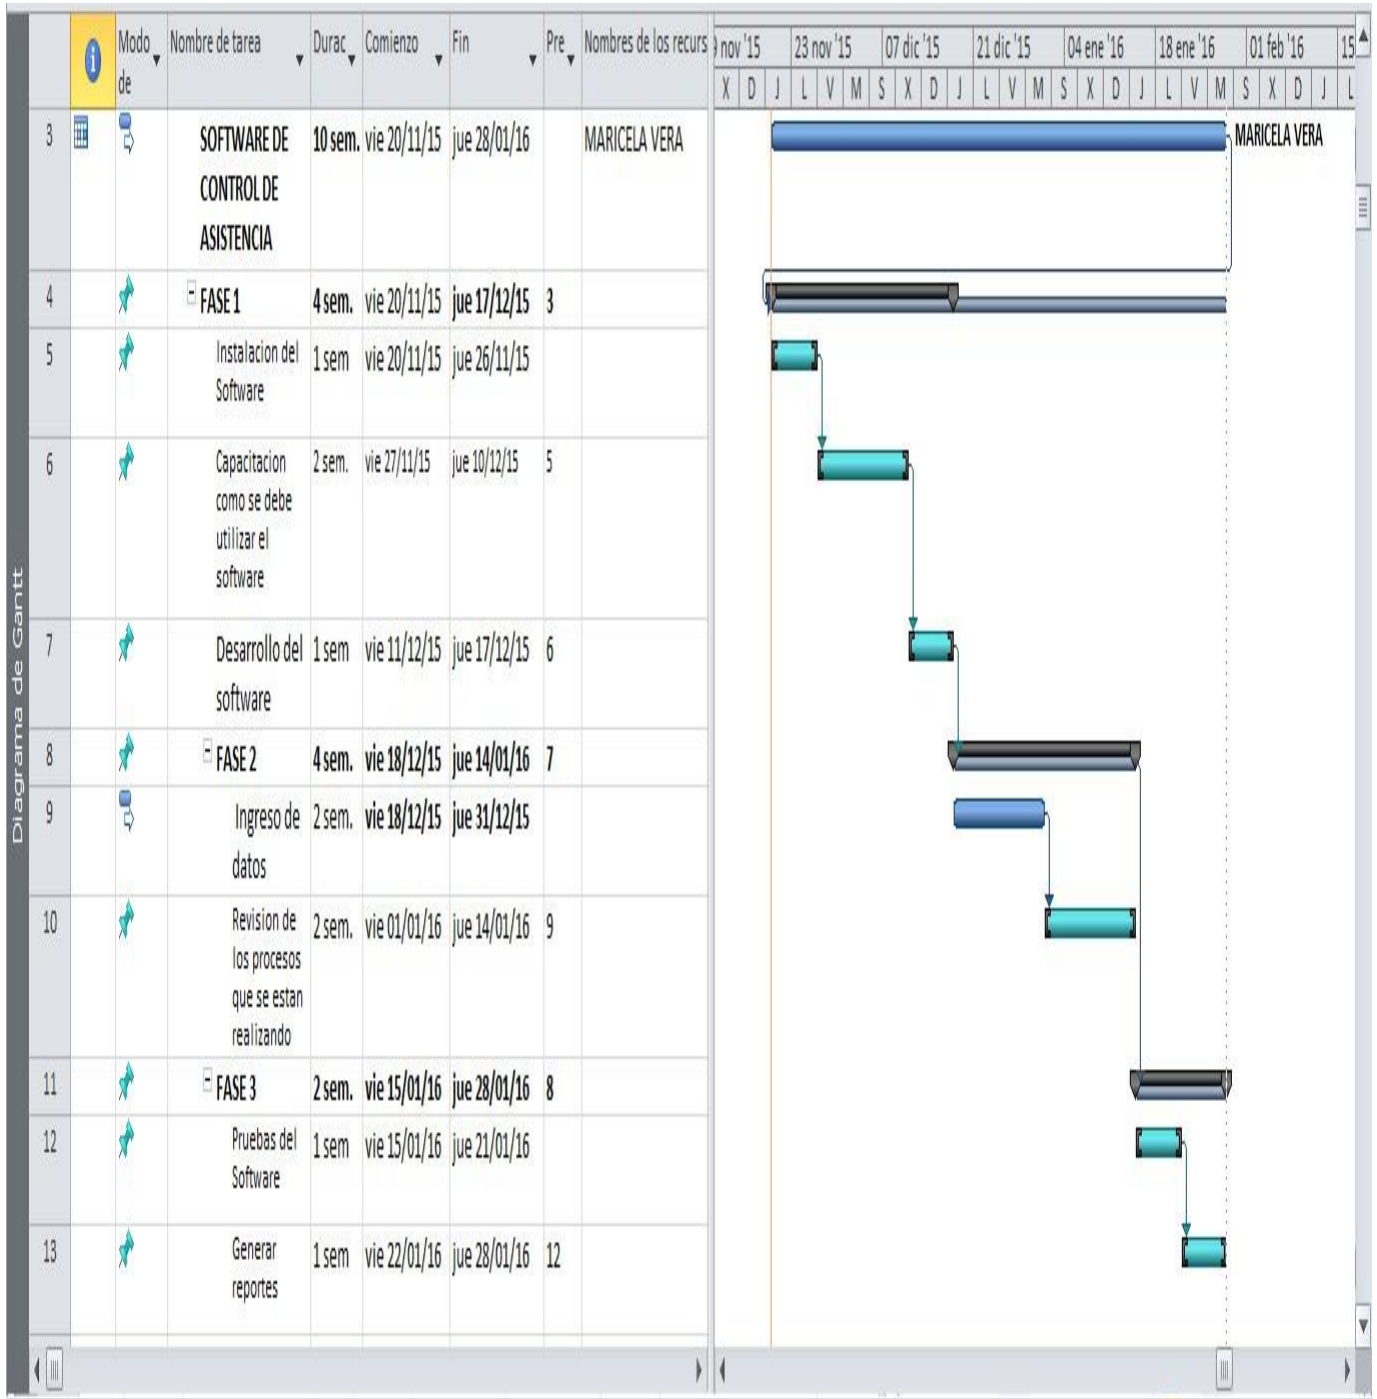 Diagrama de Gantt
Modo de
Nombre de tarea
Durac
Comienzo
Fin
Pre
Nombres de los recurs
nov '15 23 nov '15 07 dic '15 21 dic '15 04 ene '16 18 ene '16 01 feb '16 15
X D J L V M S X D J L V M S X D J L V M S X D J L
3 SOFTWARE DE 10 sem. vie 20/11/15 jue 28/01/16 MARICELA VERA
CONTROL DE
ASISTENCIA
MARICELA VERA
4 FASE 1 4 sem. vie 20/11/15 jue 17/12/15 3
5 Instalacion del 1 sem vie 20/11/15 jue 26/11/15
Software
6 Capacitacion 2 sem. vie 27/11/15 jue 10/12/15 5
como se debe
utilizar el
software
7 Desarrollo del 1 sem vie 11/12/15 jue 17/12/15 6
software
8 FASE 2 4 sem. vie 18/12/15 jue 14/01/16 7
9 Ingreso de 2 sem. vie 18/12/15 jue 31/12/15
datos
10 Revision de 2 sem. vie 01/01/16 jue 14/01/16 9
los procesos
que se estan
realizando
11 FASE 3 2 sem. vie 15/01/16 jue 28/01/16 8
12 Pruebas del 1 sem vie 15/01/16 jue 21/01/16
Software
13 Generar 1 sem vie 22/01/16 jue 28/01/16 12
reportes